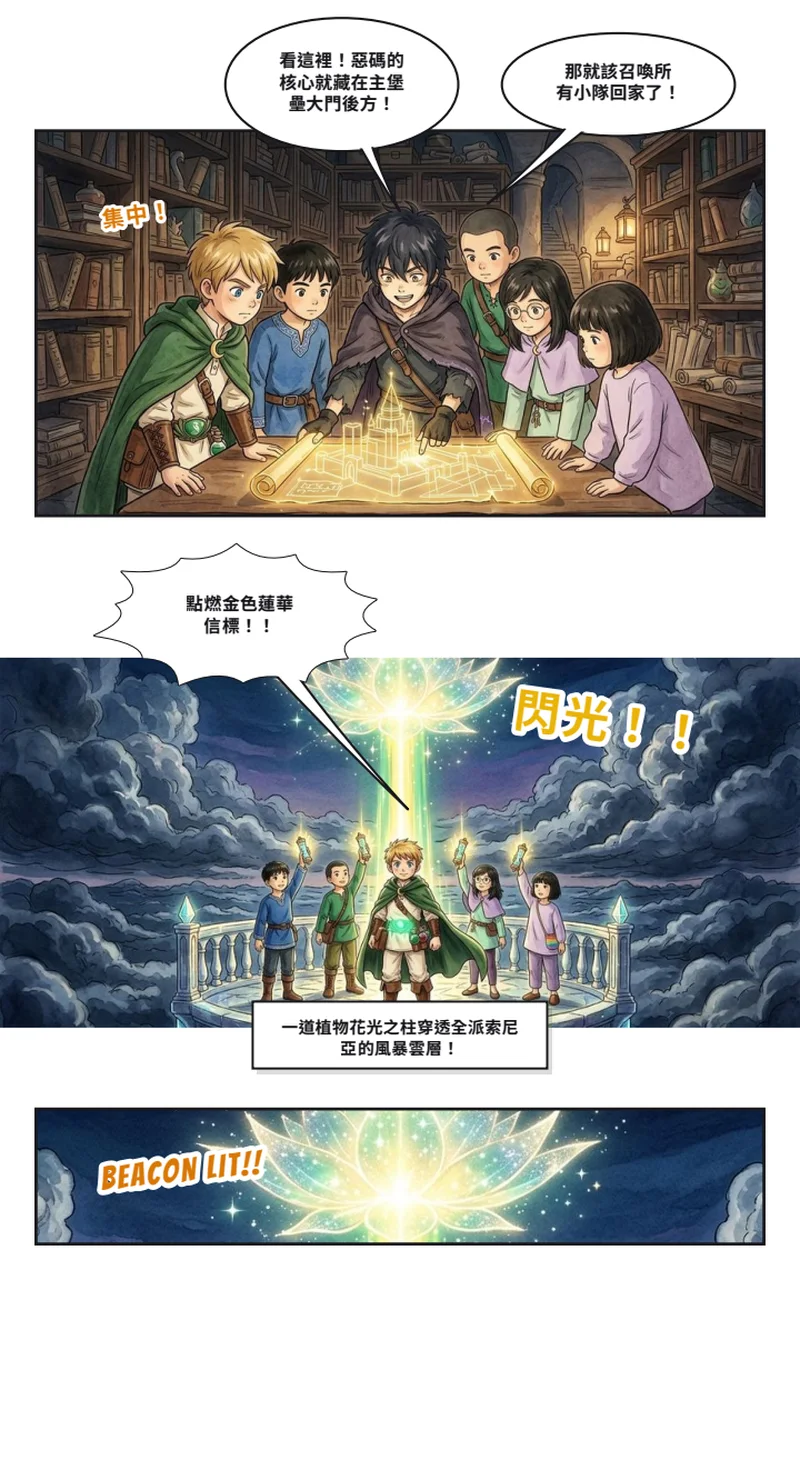 看這裡！惡碼的
核心就藏在主堡
壘大門後方！
那就該召喚所
有小隊回家了！
集中！
點燃金色蓮華
信標！！
閃光！！
一道植物花光之柱穿透全派索尼
亞的風暴雲層！
BEACON LIT!!